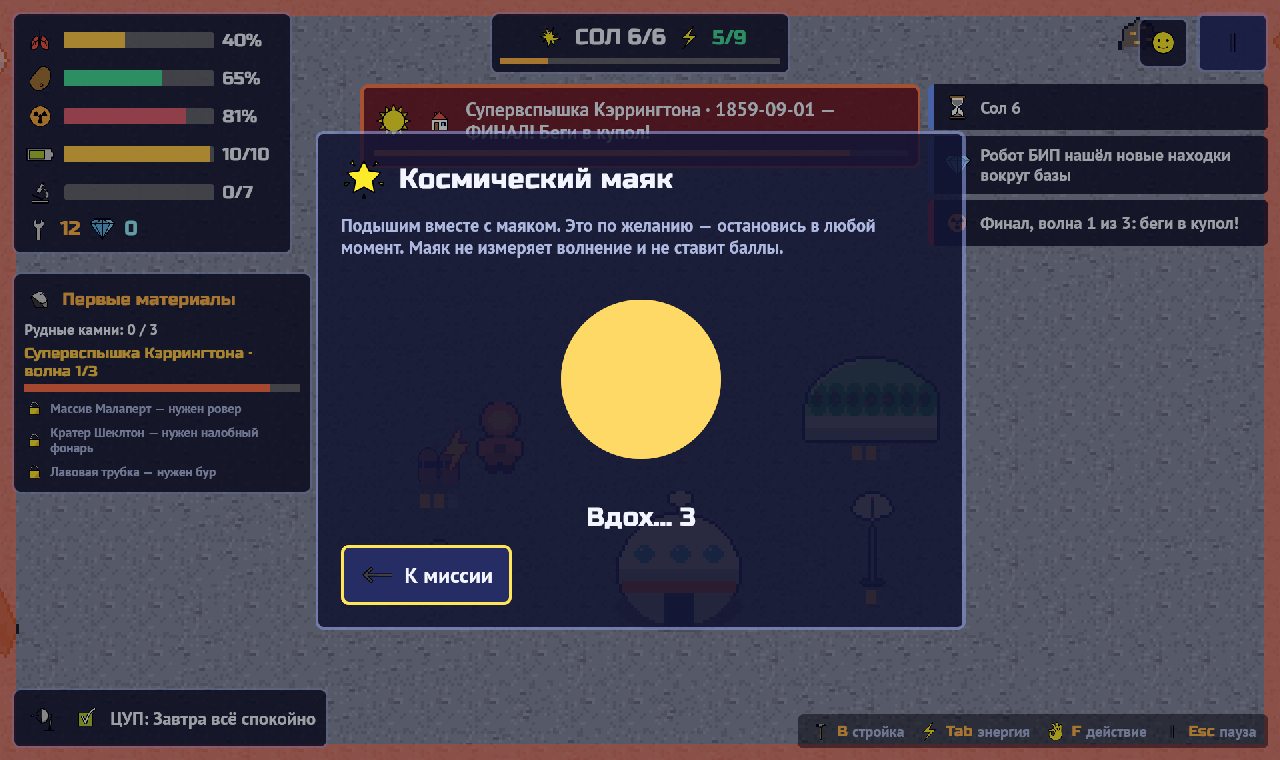 40%
65%
81%
10/10
0/7
12 0
СОЛ 6/6 5/9
Супервспышка Кэррингтона · 1859-09-01 —
ФИНАЛ! Беги в купол!
Сол 6
Робот БИП нашёл новые находки
вокруг базы
Финал, волна 1 из 3: беги в купол!
Первые материалы
Рудные камни: 0 / 3
Супервспышка Кэррингтона ·
волна 1/3
Массив Малаперт — нужен ровер
Кратер Шеклтон — нужен налобный
фонарь
Лавовая трубка — нужен бур
Космический маяк
Подышим вместе с маяком. Это по желанию — остановись в любой
момент. Маяк не измеряет волнение и не ставит баллы.
Вдох... 3
К миссии
ЦУП: Завтра всё спокойно
B стройка Tab энергия F действие Esc пауза